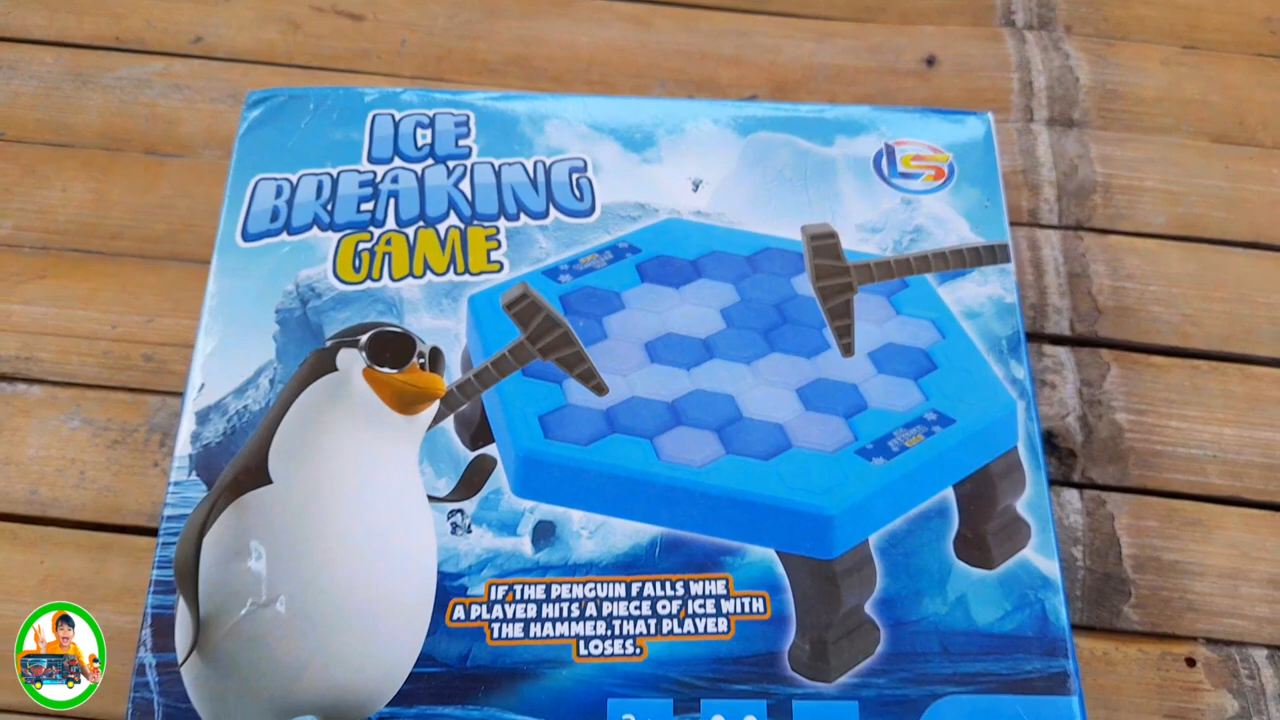 ICE
BREAKING
GAME
LS
IF THE PENGUIN FALLS WHE
A PLAYER HITS A PIECE OF ICE WITH
THE HAMMER, THAT PLAYER
LOSES.